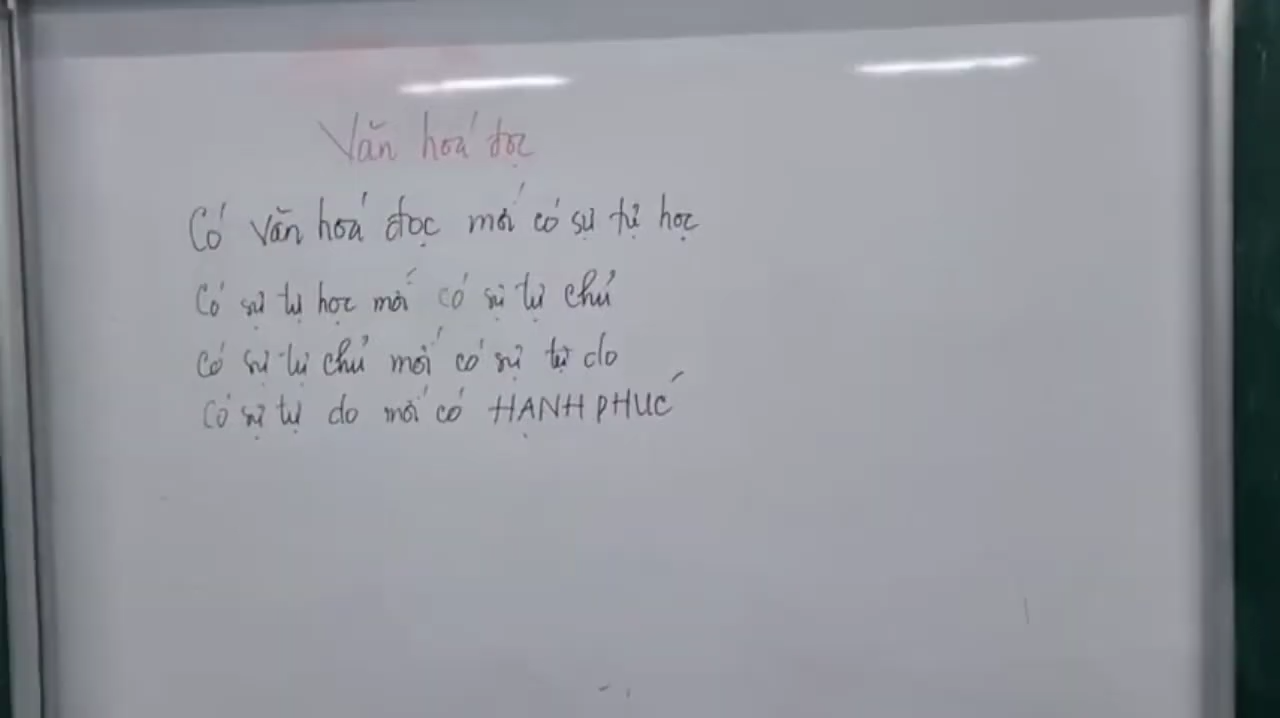 Văn hoá đọc
Có văn hoá đọc mới có sự tự học
Có sự tự học mới có sự tự chủ
Có sự tự chủ mới có sự tự do
Có sự tự do mới có HẠNH PHÚC